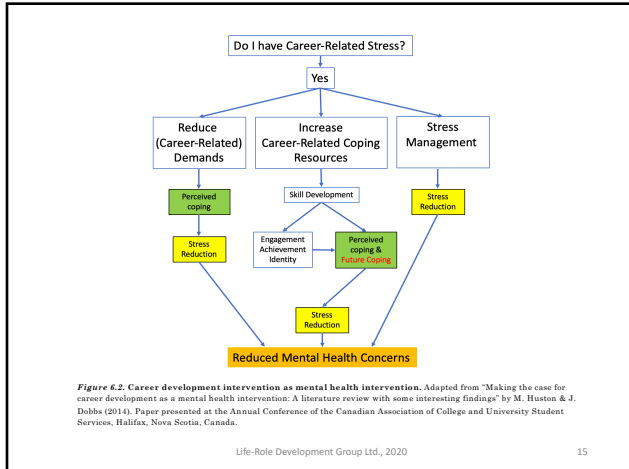 Do I have Career-Related Stress?
Yes
Reduce
(Career-Related)
Demands
Increase
Career-Related Coping
Resources
Stress
Management
Perceived
coping
Skill Development
Stress
Reduction
Stress
Reduction
Engagement
Achievement
Identity
Perceived
coping &
Future Coping
Stress
Reduction
Reduced Mental Health Concerns
Figure 6.2. Career development intervention as mental health intervention. Adapted from “Making the case for
career development as a mental health intervention: A literature review with some interesting findings” by M. Huston & J.
Dobbs (2014). Paper presented at the Annual Conference of the Canadian Association of College and University Student
Services, Halifax, Nova Scotia, Canada.
Life-Role Development Group Ltd., 2020
15